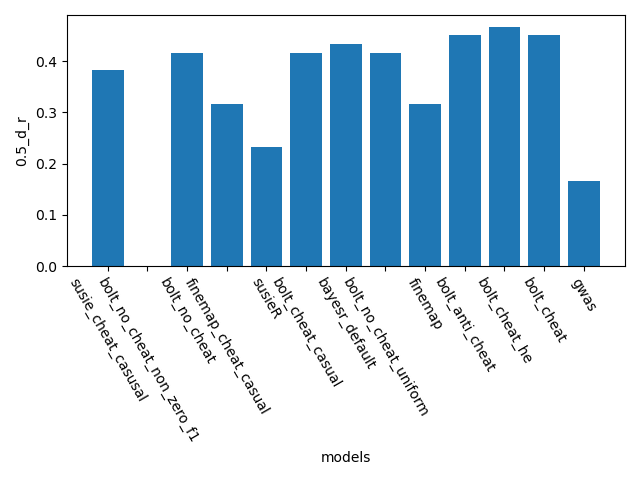 0.5_d_r
0.4
0.3
0.2
0.1
0.0
susie_cheat_casusal
bolt_no_cheat_non_zero_f1
bolt_no_cheat
finemap_cheat_casual
susieR
bolt_cheat_casual
bayesr_default
bolt_no_cheat_uniform
finemap
bolt_anti_cheat
bolt_cheat_he
bolt_cheat
gwas
models